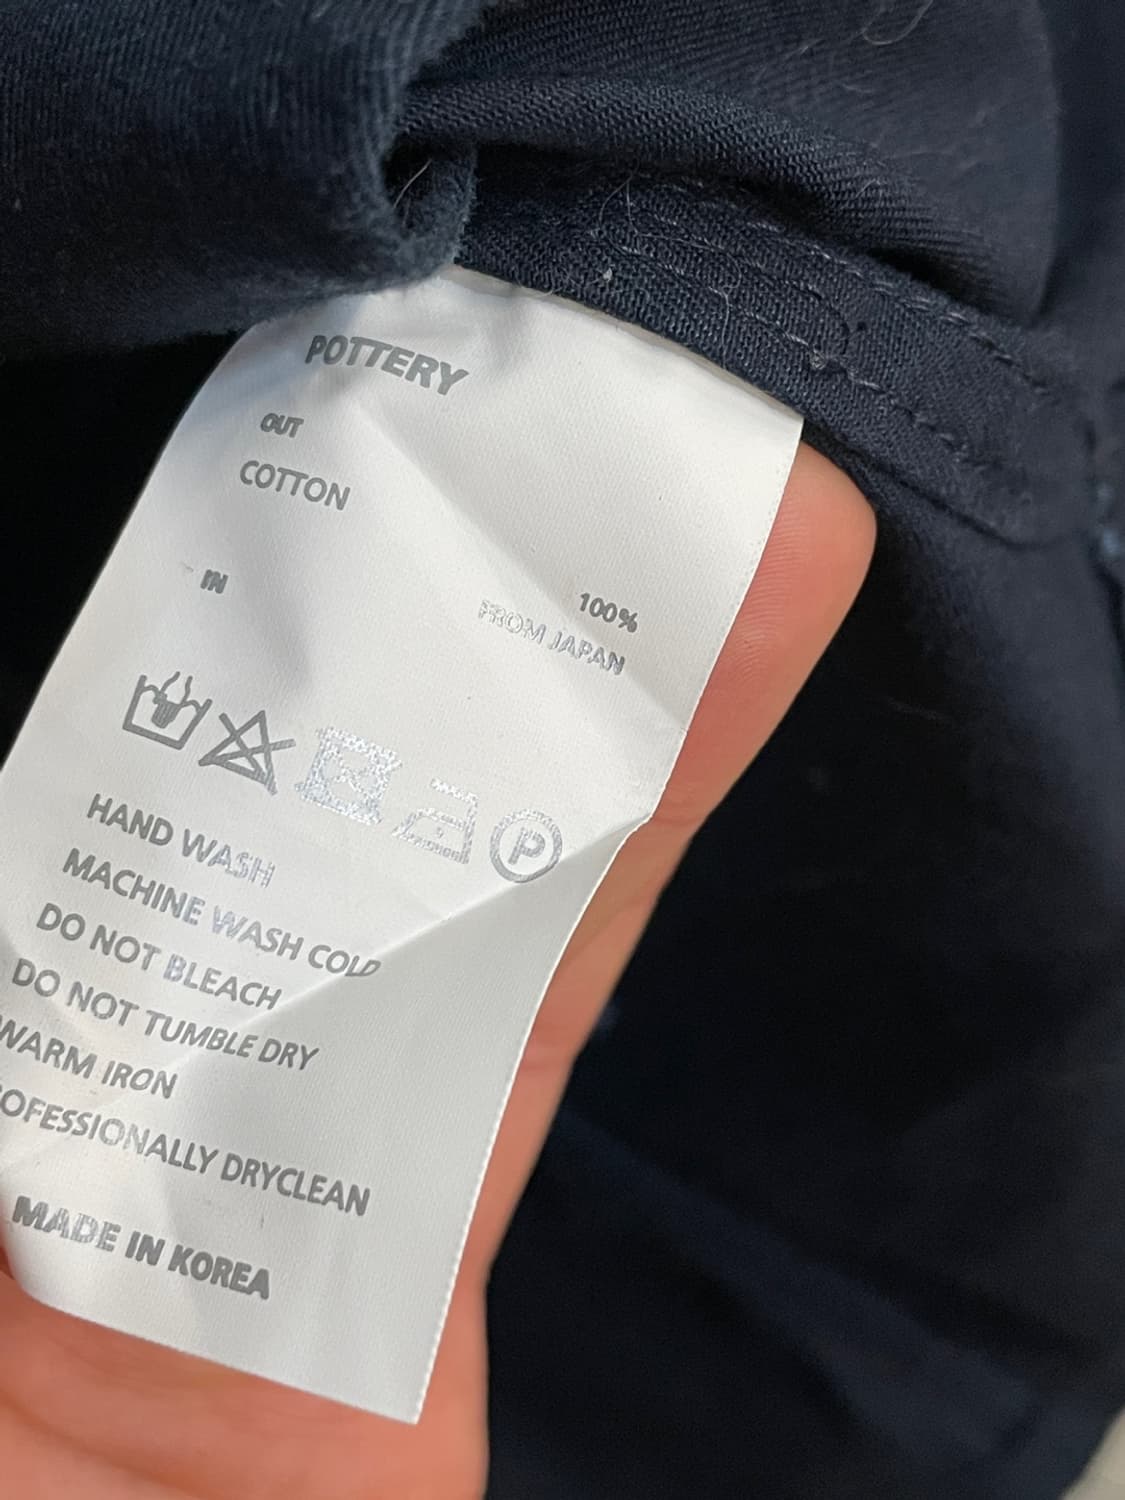 POTTERY
OUT
COTTON
100%
FROM JAPAN
IN
P
HAND WASH
MACHINE WASH COLD
DO NOT BLEACH
DO NOT TUMBLE DRY
WARM IRON
OFESSIONALLY DRYCLEAN
MADE IN KOREA